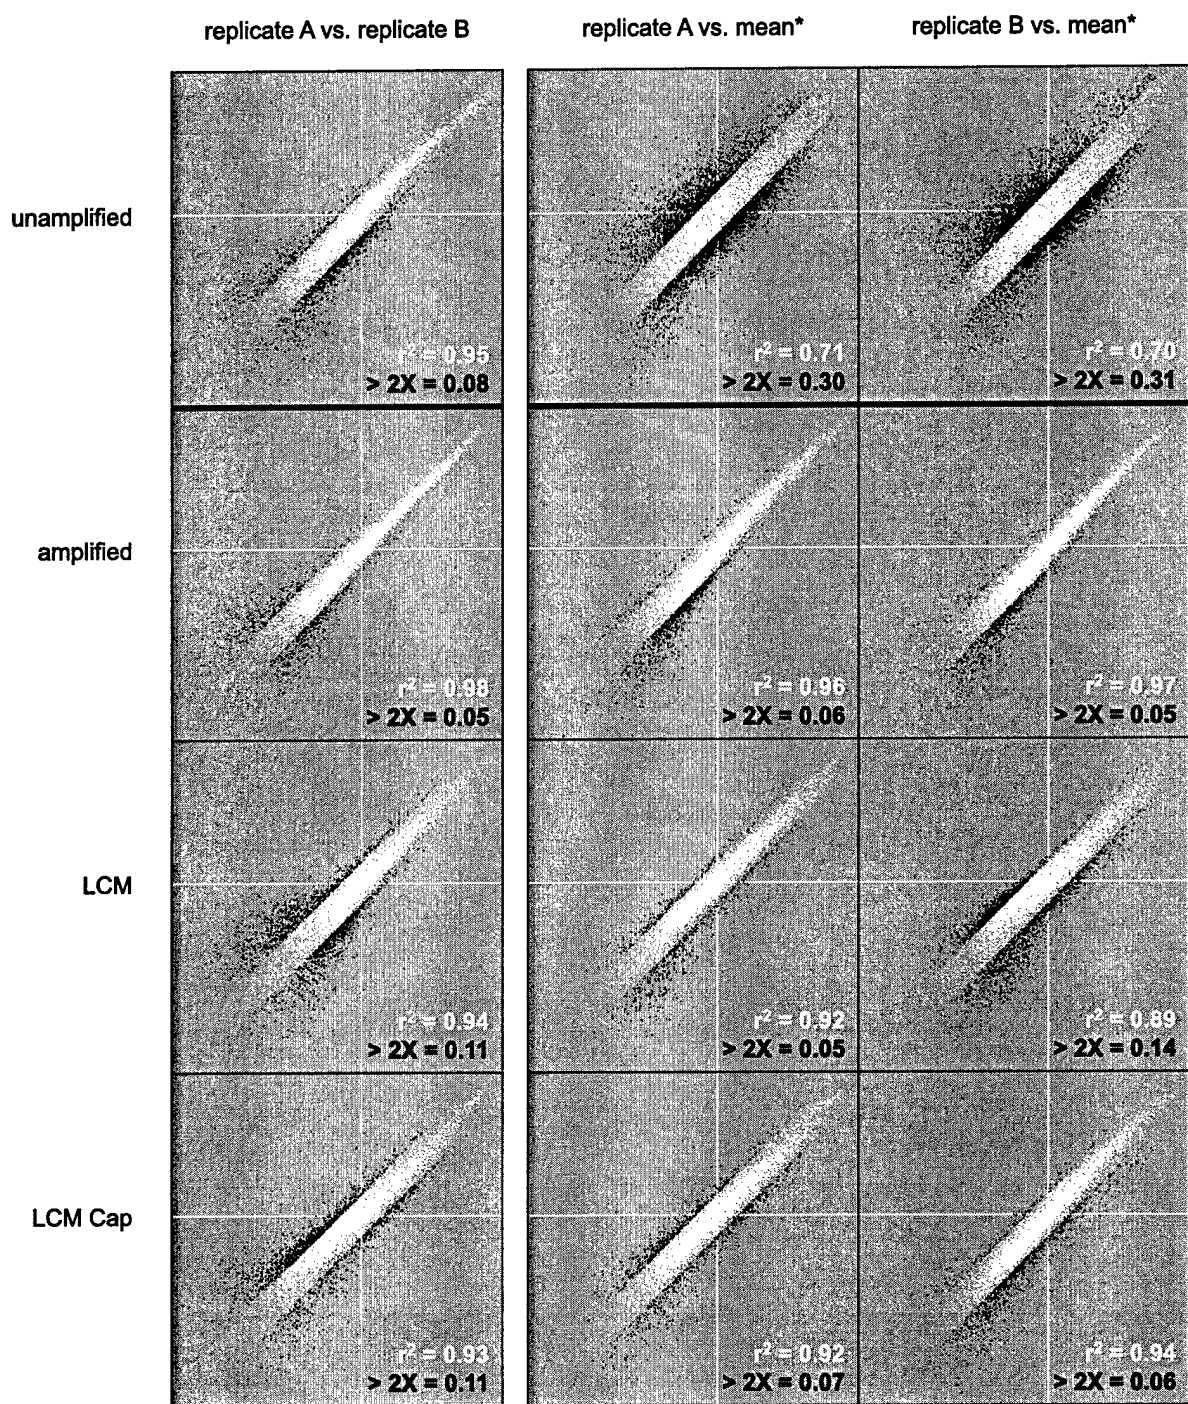 replicate A vs. replicate B
replicate A vs. mean*
replicate B vs. mean*
unamplified
r² = 0.95
> 2X = 0.08
r² = 0.71
> 2X = 0.30
r² = 0.70
> 2X = 0.31
amplified
r² = 0.98
> 2X = 0.05
r² = 0.96
> 2X = 0.06
r² = 0.97
> 2X = 0.05
LCM
r² = 0.94
> 2X = 0.11
r² = 0.92
> 2X = 0.05
r² = 0.89
> 2X = 0.14
LCM Cap
r² = 0.93
> 2X = 0.11
r² = 0.92
> 2X = 0.07
r² = 0.94
> 2X = 0.06